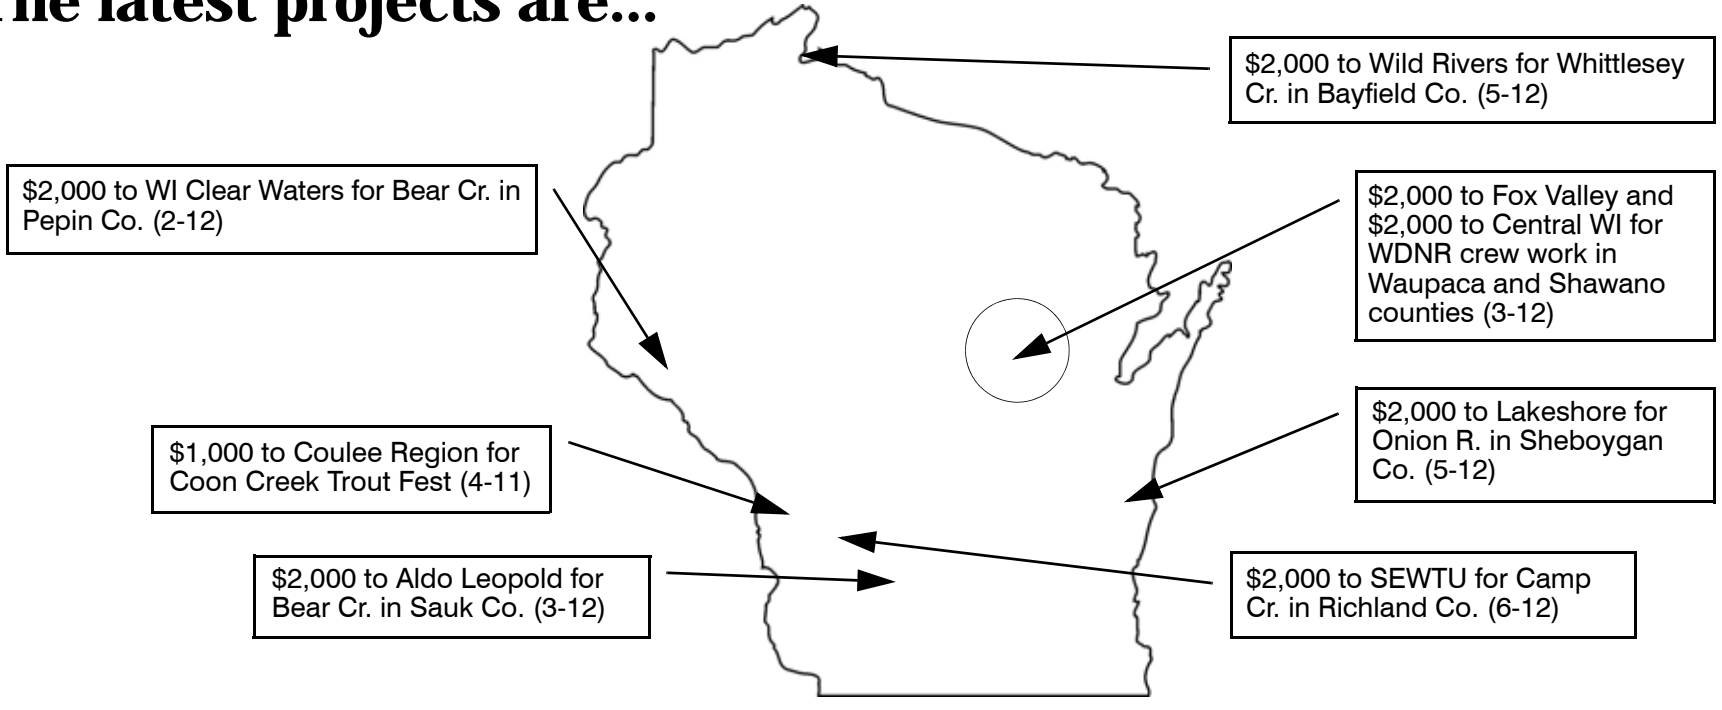 The latest projects are...
$2,000 to Wild Rivers for Whittlesey
Cr. in Bayfield Co. (5-12)
$2,000 to WI Clear Waters for Bear Cr. in
Pepin Co. (2-12)
$2,000 to Fox Valley and
$2,000 to Central WI for
WDNR crew work in
Waupaca and Shawano
counties (3-12)
$2,000 to Lakeshore for
Onion R. in Sheboygan
Co. (5-12)
$1,000 to Coulee Region for
Coon Creek Trout Fest (4-11)
$2,000 to Aldo Leopold for
Bear Cr. in Sauk Co. (3-12)
$2,000 to SEWTU for Camp
Cr. in Richland Co. (6-12)